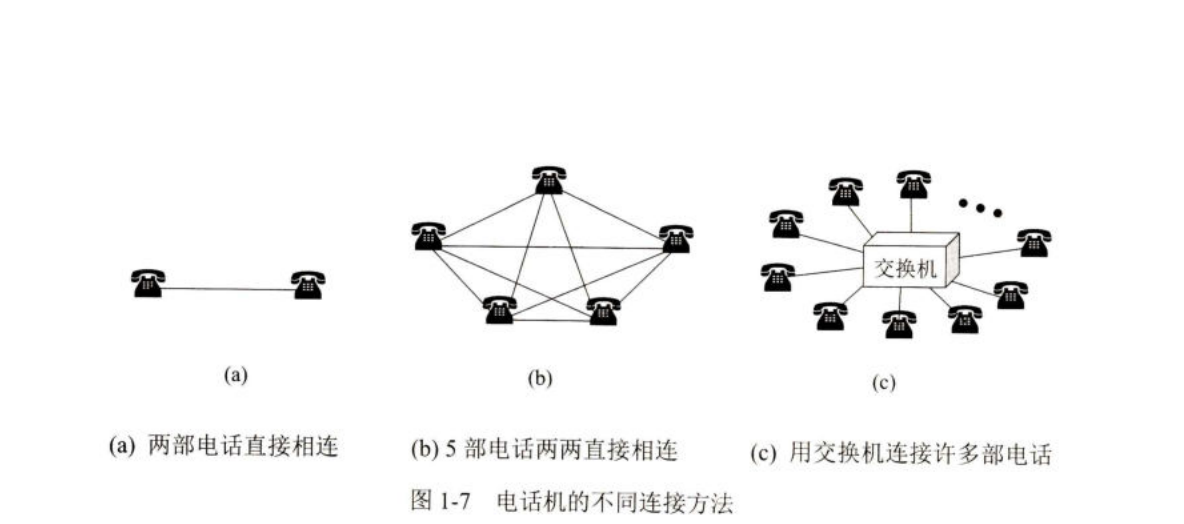 交换机
(a)
(b)
(c)
(a) 两部电话直接相连
(b) 5 部电话两两直接相连
(c) 用交换机连接许多部电话
图 1-7 电话机的不同连接方法